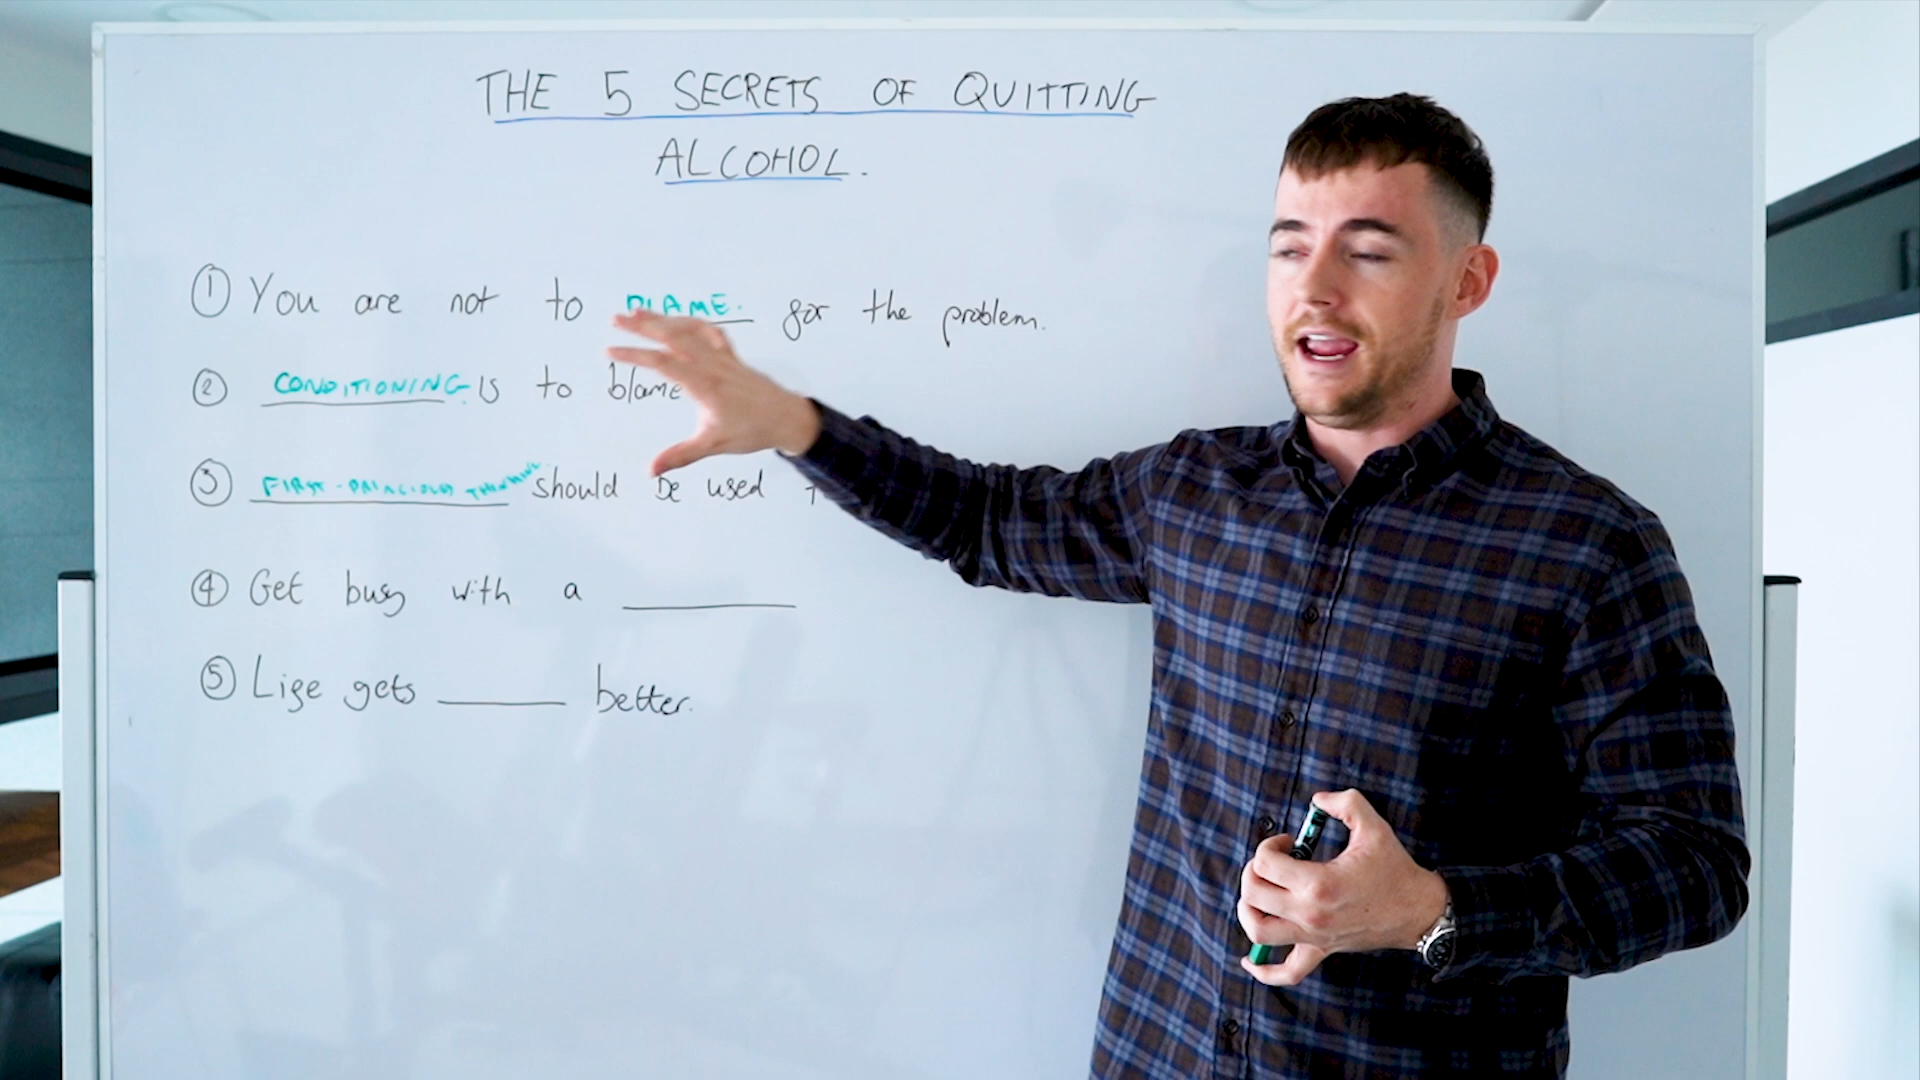 THE 5 SECRETS OF QUITTING
ALCOHOL.
① You are not to BLAME. for the problem.
② CONDITIONING is to blame
③ FIRST-PRINCIPLES THINKING should be used
④ Get busy with a ______
⑤ Life gets ______ better.